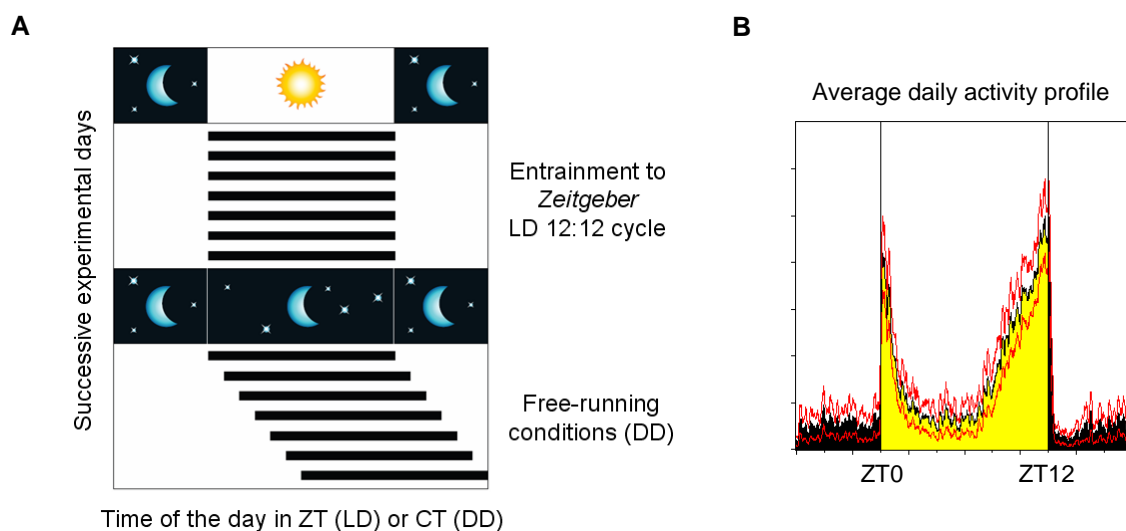 A
Successive experimental days
Entrainment to
Zeitgeber
LD 12:12 cycle
Free-running
conditions (DD)
Time of the day in ZT (LD) or CT (DD)
B
Average daily activity profile
ZT0
ZT12